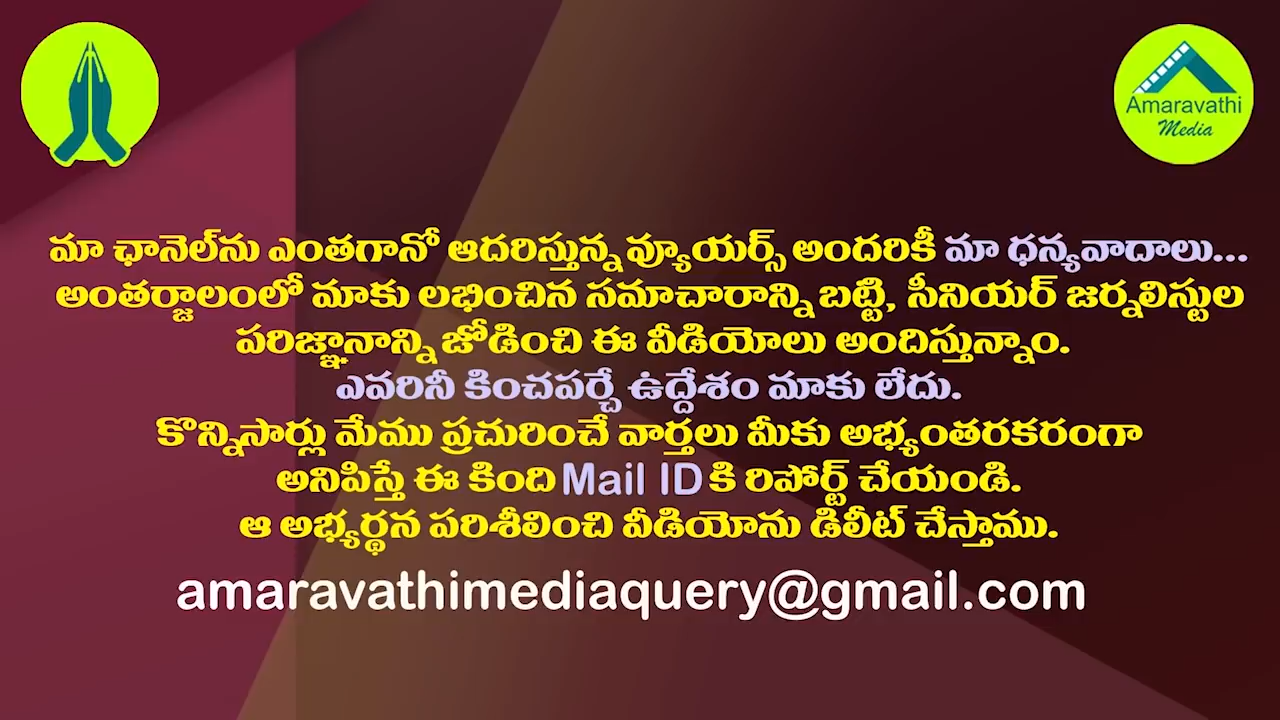 Amaravathi
Media
మా ఛానెల్‌ను ఎంతగానో ఆదరిస్తున్న వ్యూయర్స్ అందరికీ మా ధన్యవాదాలు...
అంతర్జాలంలో మాకు లభించిన సమాచారాన్ని బట్టి, సీనియర్ జర్నలిస్టుల
పరిజ్ఞానాన్ని జోడించి ఈ వీడియోలు అందిస్తున్నాం.
ఎవరినీ కించపర్చే ఉద్దేశం మాకు లేదు.
కొన్నిసార్లు మేము ప్రచురించే వార్తలు మీకు అభ్యంతరకరంగా
అనిపిస్తే ఈ కింది Mail ID కి రిపోర్ట్ చేయండి.
ఆ అభ్యర్థన పరిశీలించి వీడియోను డిలీట్ చేస్తాము.
amaravathimediaquery@gmail.com